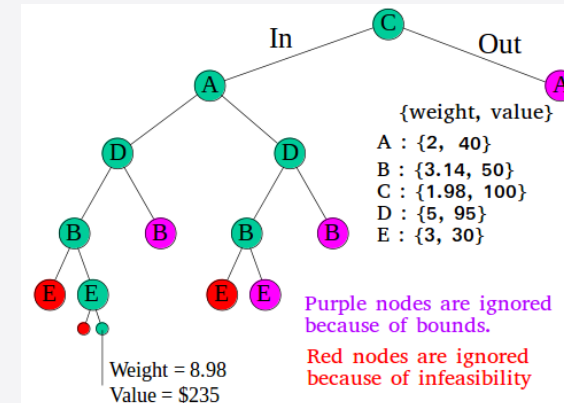 C
In
Out
A
A
{weight, value}
A : {2, 40}
B : {3.14, 50}
C : {1.98, 100}
D : {5, 95}
E : {3, 30}
D
D
B
B
B
B
E
E
E
E
Purple nodes are ignored
because of bounds.
Red nodes are ignored
because of infeasibility
Weight = 8.98
Value = $235